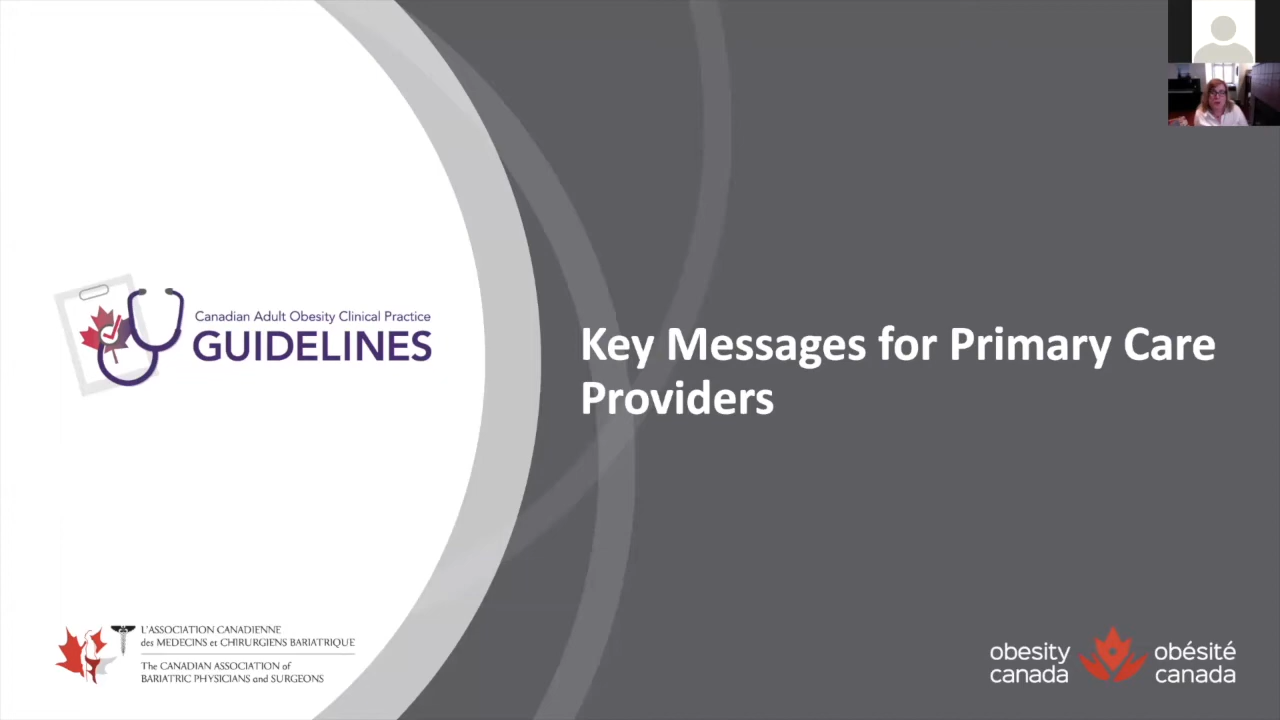 Canadian Adult Obesity Clinical Practice
GUIDELINES
Key Messages for Primary Care
Providers
L'ASSOCIATION CANADIENNE
des MEDECINS et CHIRURGIENS BARIATRIQUE
The CANADIAN ASSOCIATION of
BARIATRIC PHYSICIANS and SURGEONS
obesity
canada
obésité
canada